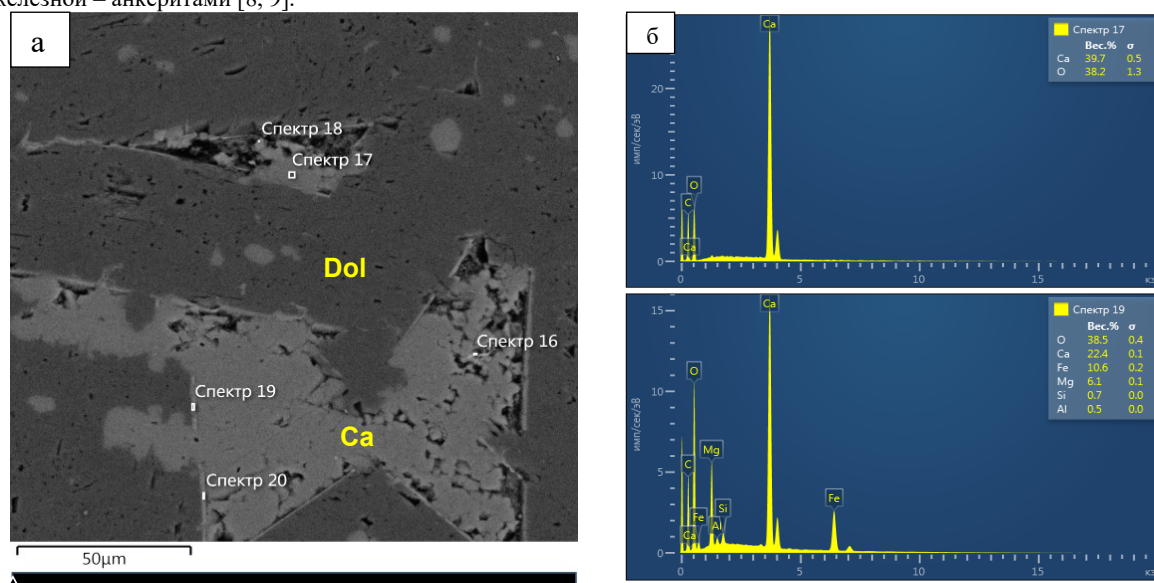 железной – анкеритами [8, 9].
а
Спектр 18
Спектр 17
Dol
Спектр 16
Спектр 19
Ca
Спектр 20
50µm
б
Ca
Спектр 17
Вес.% σ
Ca 39.7 0.5
O 38.2 1.3
20
имп/сек/эВ
10
O
C
Ca
0
0 5 10 15
Ca
Спектр 19
Вес.% σ
O 38.5 0.4
Ca 22.4 0.1
Fe 10.6 0.2
Mg 6.1 0.1
Si 0.7 0.0
Al 0.5 0.0
15
имп/сек/эВ
10
O
Mg
5
C
Fe
Fe
Si
Al
Ca
0
0 5 10 15